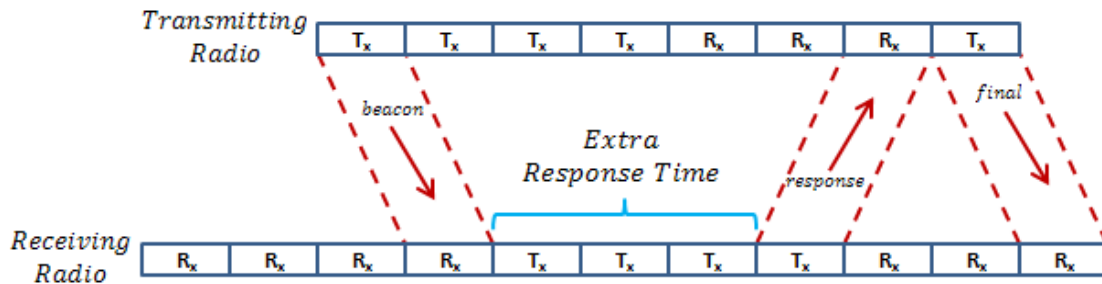 Transmitting
Radio
Tx Tx Tx Tx Rx Rx Rx Tx
beacon
final
Extra
Response Time
response
Receiving
Radio
Rx Rx Rx Rx Tx Tx Tx Tx Rx Rx Rx